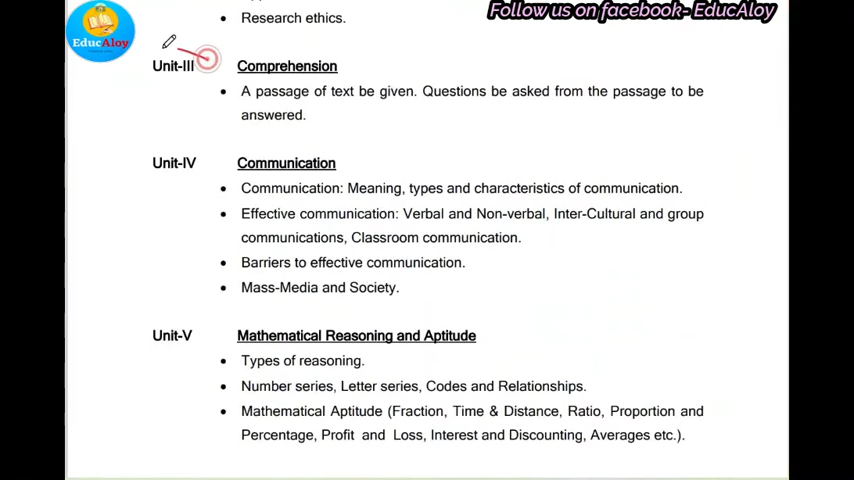 Follow us on facebook- EducAloy
EducAloy
• Research ethics.
Unit-III Comprehension
• A passage of text be given. Questions be asked from the passage to be
answered.
Unit-IV Communication
• Communication: Meaning, types and characteristics of communication.
• Effective communication: Verbal and Non-verbal, Inter-Cultural and group
communications, Classroom communication.
• Barriers to effective communication.
• Mass-Media and Society.
Unit-V Mathematical Reasoning and Aptitude
• Types of reasoning.
• Number series, Letter series, Codes and Relationships.
• Mathematical Aptitude (Fraction, Time & Distance, Ratio, Proportion and
Percentage, Profit and Loss, Interest and Discounting, Averages etc.).